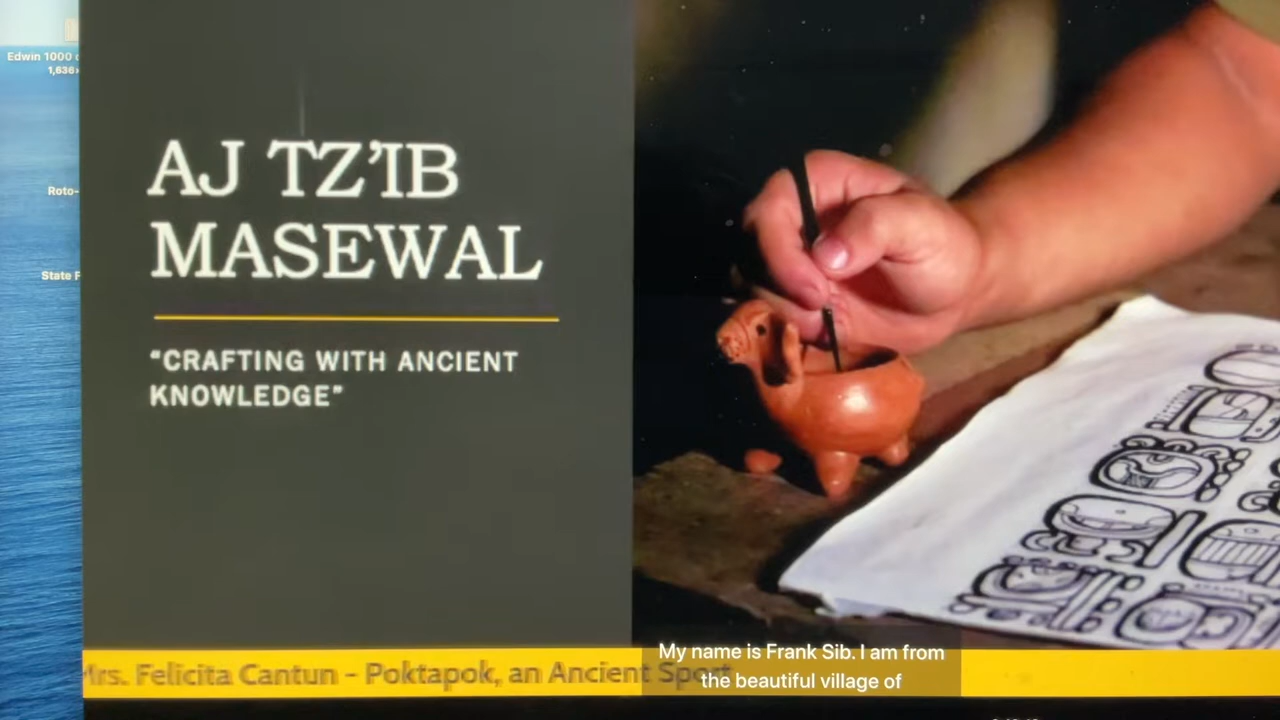 Edwin 1000
1,636
Roto-
State
AJ TZ'IB
MASEWAL
"CRAFTING WITH ANCIENT
KNOWLEDGE"
Mrs. Felicita Cantun – Poktapok, an Ancient Sport
My name is Frank Sib. I am from
the beautiful village of